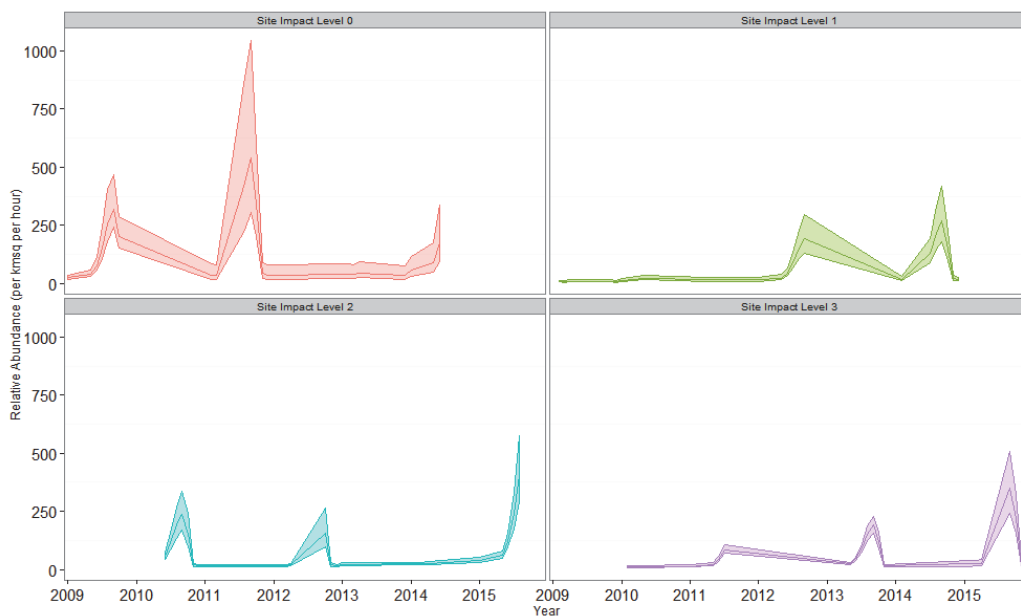 Site Impact Level 0
Site Impact Level 1
1000
750
500
250
0
Site Impact Level 2
Site Impact Level 3
1000
750
500
250
0
Relative Abundance (per kmsq per hour)
2009 2010 2011 2012 2013 2014 2015
2009 2010 2011 2012 2013 2014 2015
Year